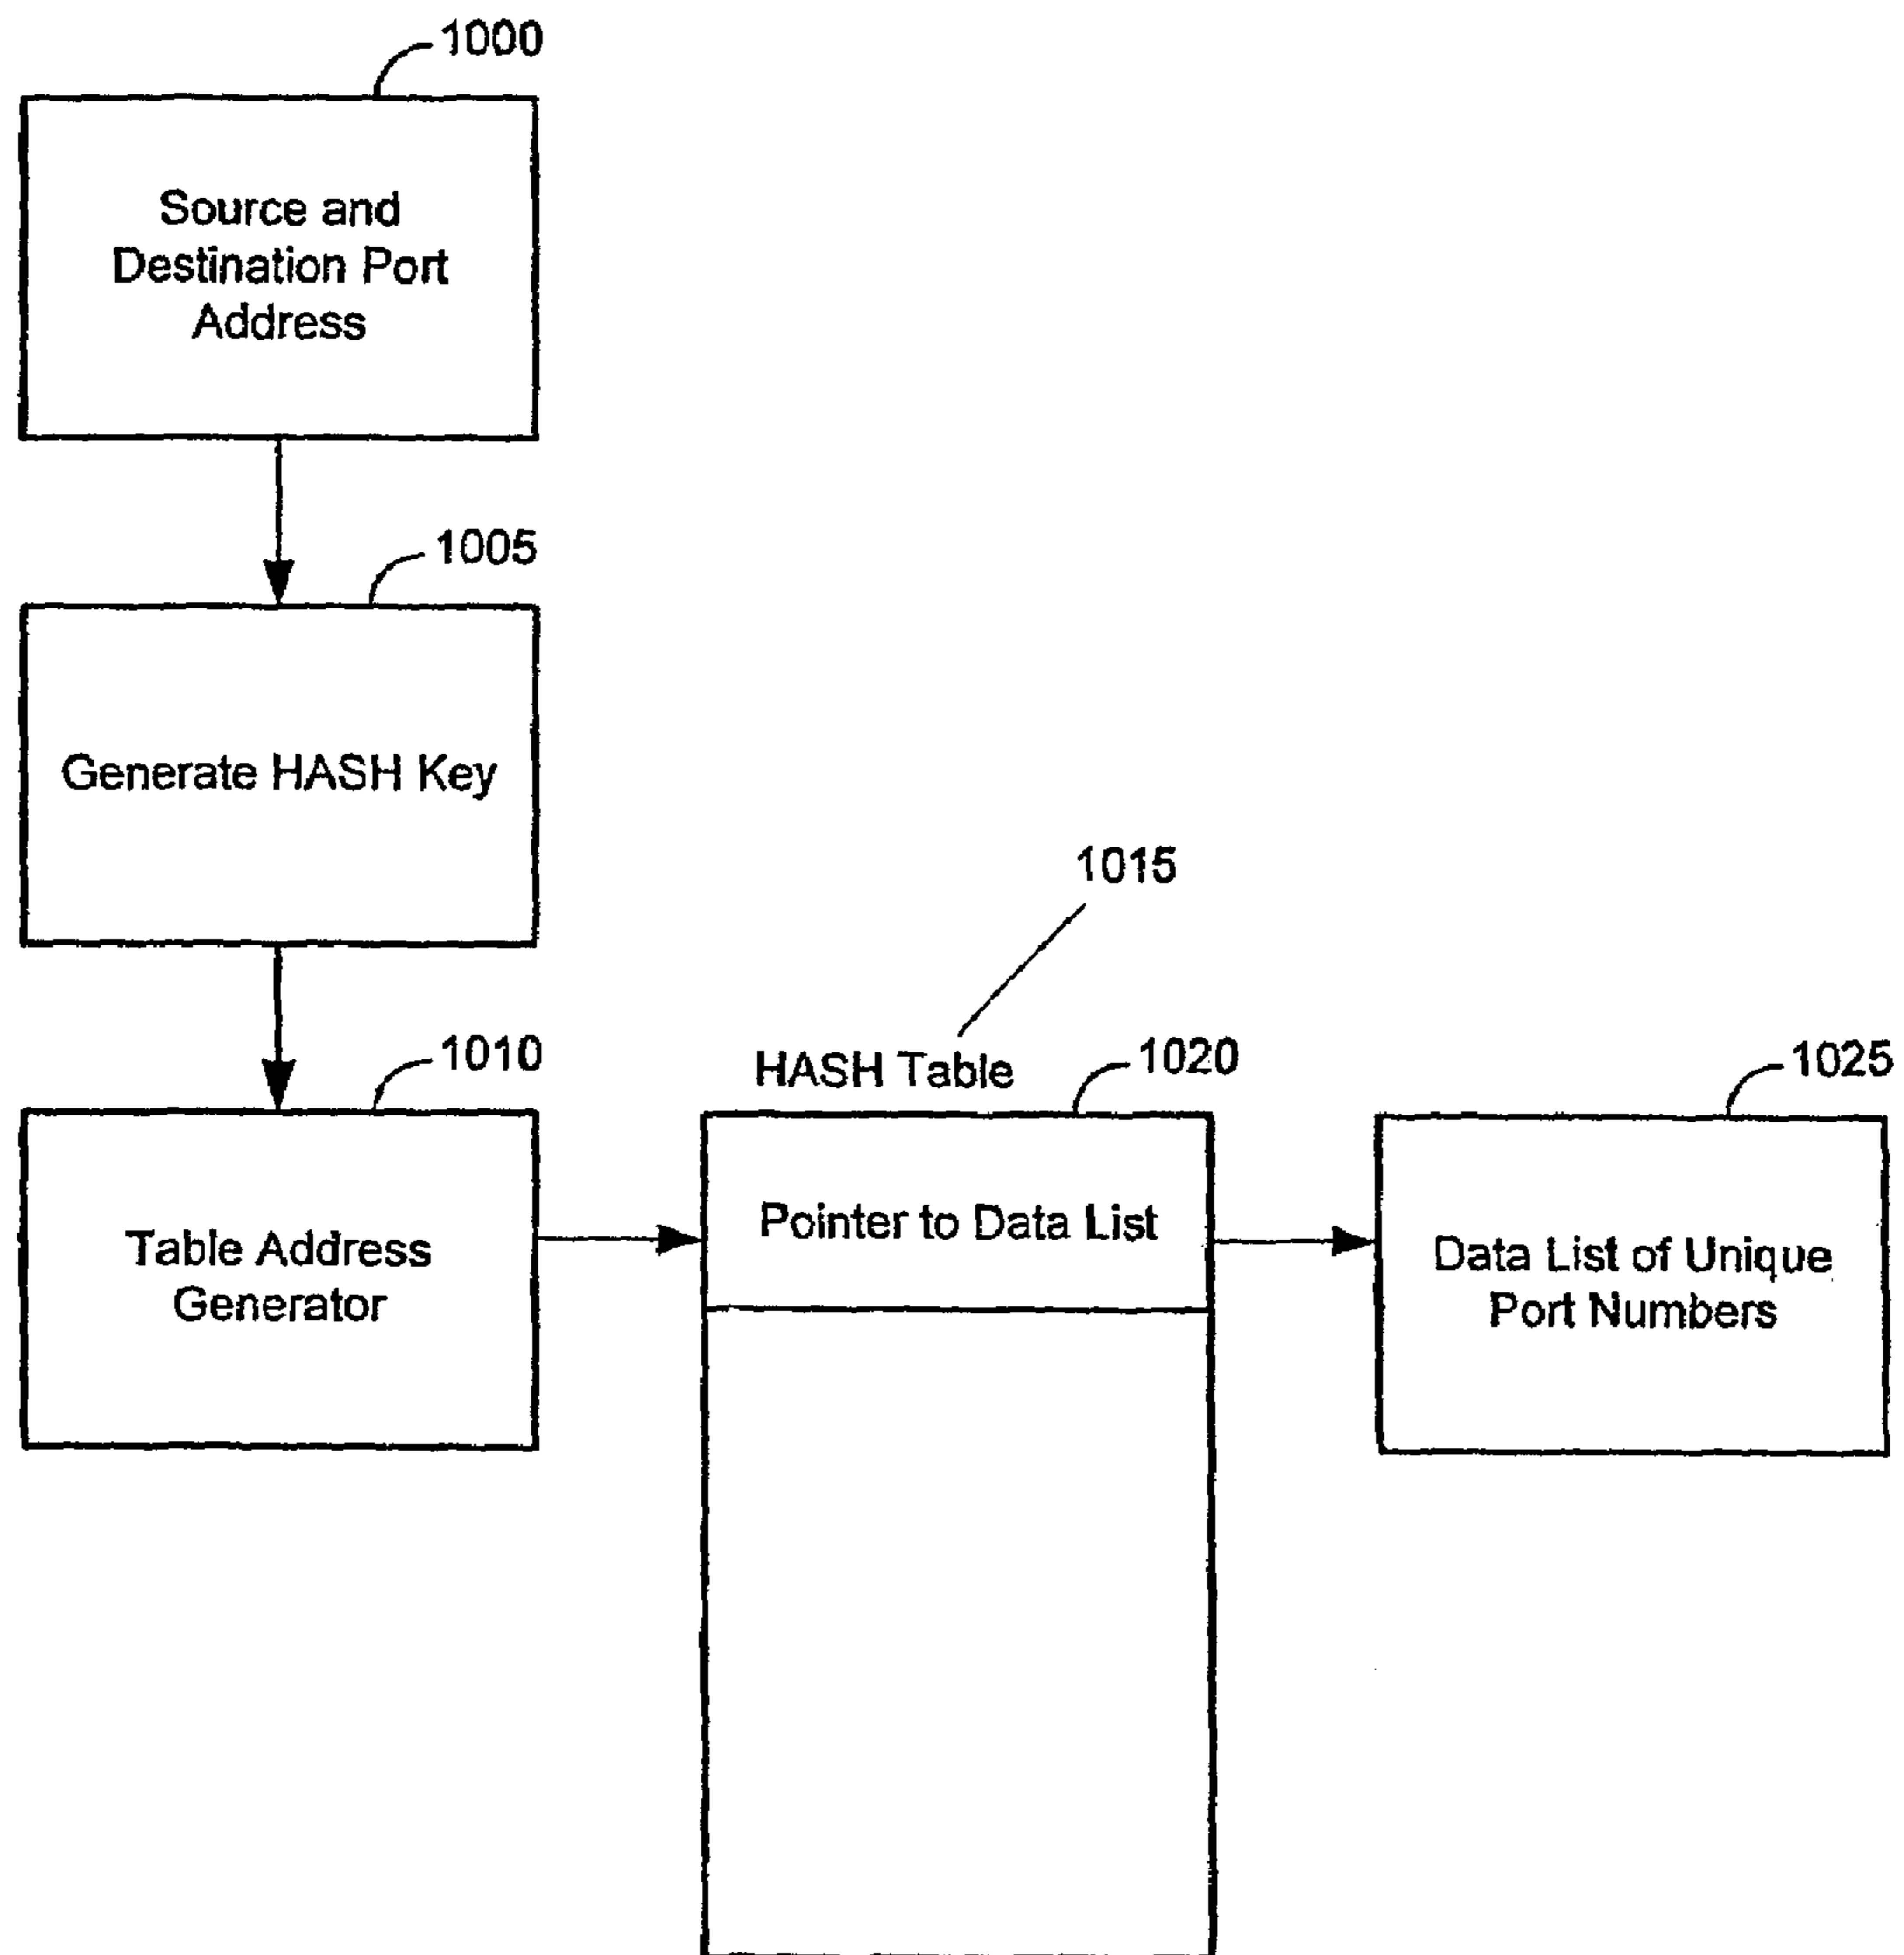 1000
Source and
Destination Port
Address
1005
Generate HASH Key
1010
Table Address
Generator
1015
HASH Table
1020
Pointer to Data List
1025
Data List of Unique
Port Numbers